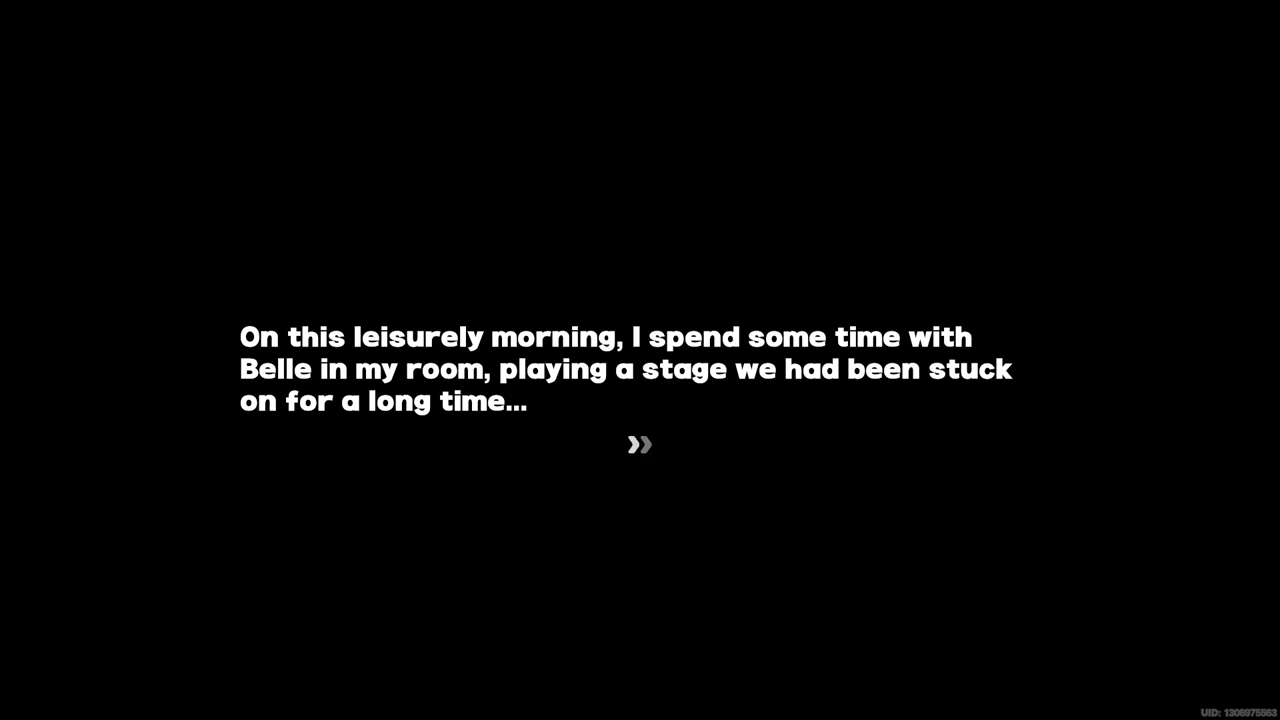 On this leisurely morning, I spend some time with
Belle in my room, playing a stage we had been stuck
on for a long time...
UID: 1306975563